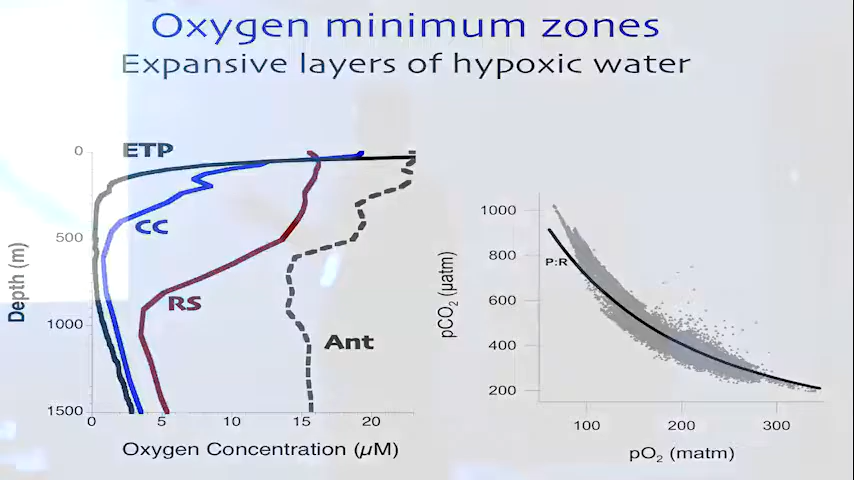 Oxygen minimum zones
Expansive layers of hypoxic water
ETP
CC
RS
Ant
0
500
1000
1500
Depth (m)
0 5 10 15 20
Oxygen Concentration (µM)
1000
800
600
400
200
pCO₂ (µatm)
P:R
100 200 300
pO₂ (matm)